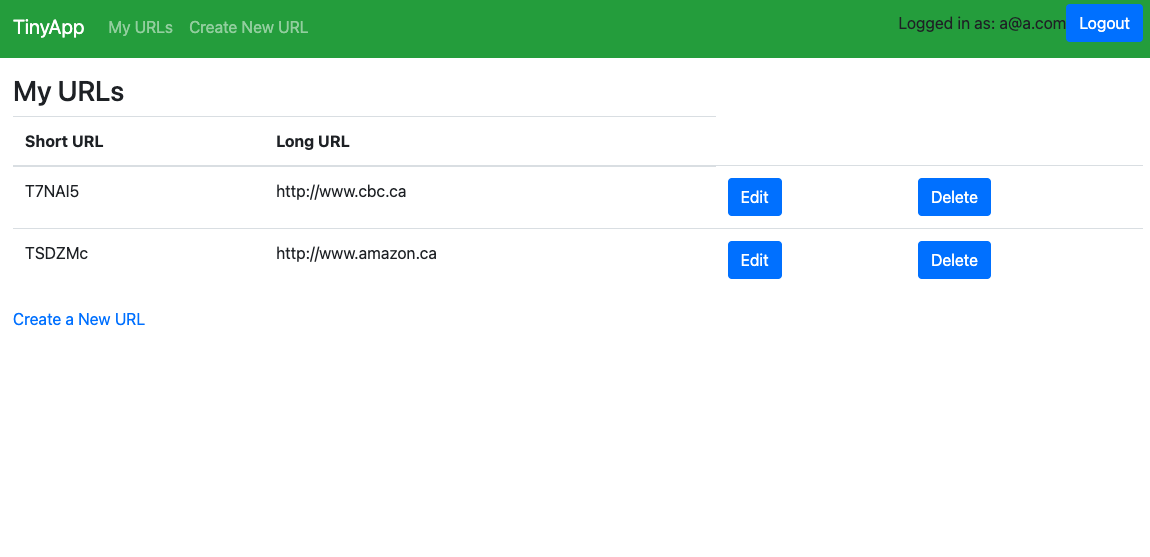 TinyApp My URLs Create New URL Logged in as: a@a.com Logout
My URLs
Short URL Long URL
T7NAI5 http://www.cbc.ca Edit Delete
TSDZMc http://www.amazon.ca Edit Delete
Create a New URL